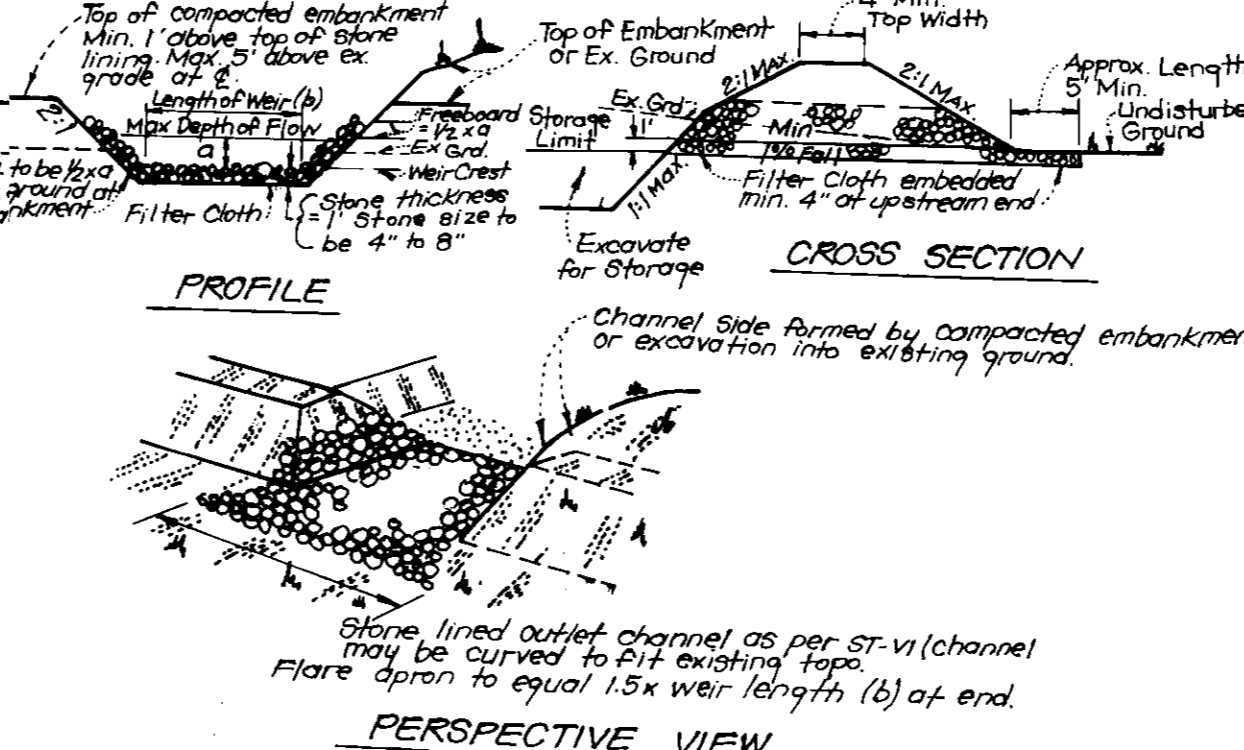 Top of compacted embankment
Min. 1' above top of stone
lining. Max. 5' above ex.
grade at ℄.
Length of Weir (b)
Max Depth of Flow
a
2:1
to be 1/2xa
ground at
Filter Cloth
Stone thickness
= 1' Stone size to
be 4" to 8"
Freeboard
= 1/2 x a
Ex Grd.
Weir Crest
Top of Embankment
or Ex. Ground
PROFILE
4' Min.
Top Width
2:1 MAX.
2:1 MAX
Approx. Length
5' Min.
Ground
Ex. Grd
Storage
Limit
1'
Min
1% Fall
1:1 Max.
Filter Cloth embedded
min. 4" at upstream end
Excavate
for Storage
CROSS SECTION
Channel Side formed by compacted
or excavation into existing ground.
Stone lined outlet channel as per ST-VI (channel
may be curved to fit existing topo.
Flare apron to equal 1.5x weir length (b) at end.
PERSPECTIVE VIEW